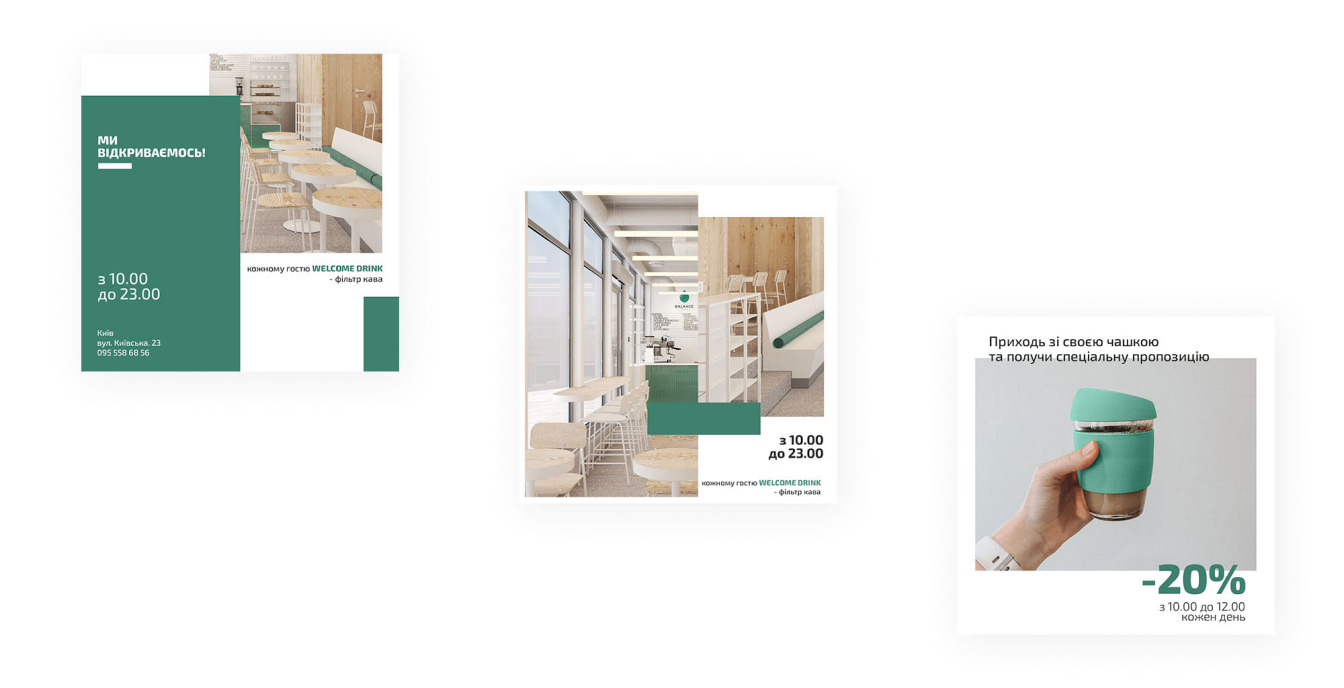 МИ
ВІДКРИВАЄМОСЬ!
з 10.00
до 23.00
Київ
вул. Київська. 23
095 558 68 56
кожному гостю WELCOME DRINK
- фільтр кава
BALANCE
з 10.00
до 23.00
кожному гостю WELCOME DRINK
- фільтр кава
Приходь зі своєю чашкою
та получи спеціальну пропозицію
-20%
з 10.00 до 12.00
кожен день